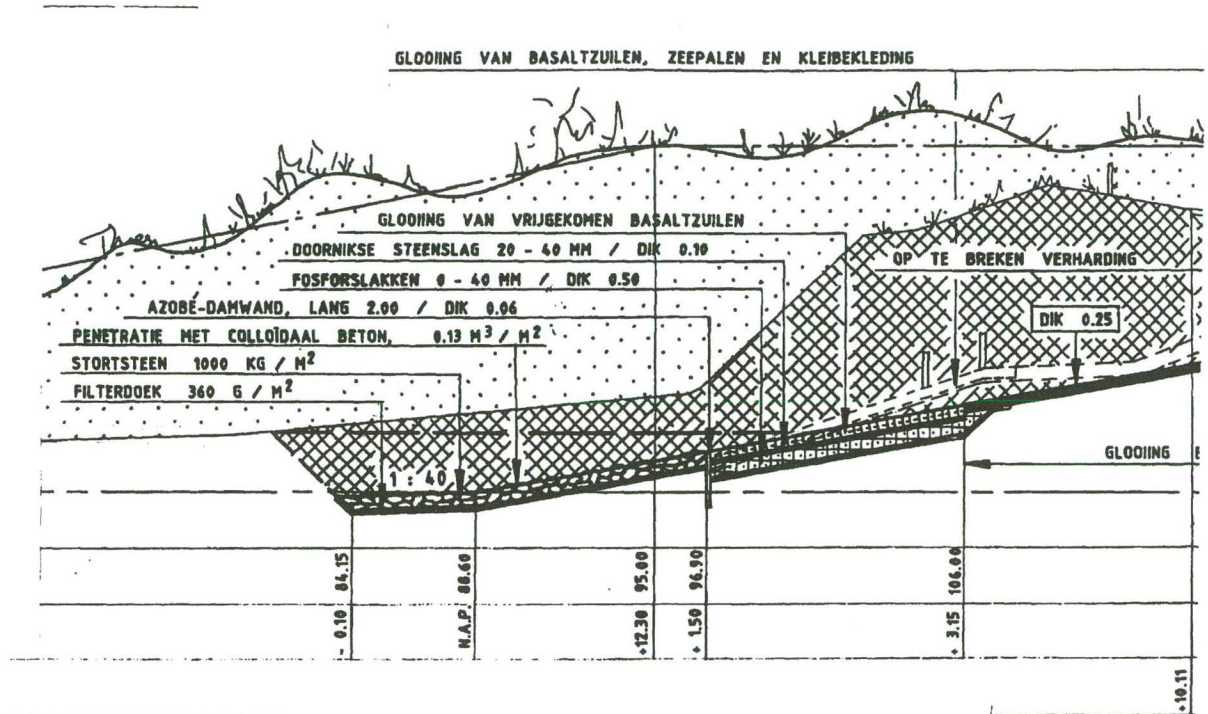 GLOOIING VAN BASALTZUILEN, ZEEPALEN EN KLEIBEKLEDING
GLOOIING VAN VRIJGEKOMEN BASALTZUILEN
DOORNIKSE STEENSLAG 20 - 40 MM / DIK 0.10
OP TE BREKEN VERHARDING
FOSFORSLAKKEN 0 - 40 MM / DIK 0.50
AZOBÉ-DAMWAND, LANG 2.00 / DIK 0.06
DIK 0.25
PENETRATIE MET COLLOÏDAAL BETON, 0.13 M³ / M²
STORTSTEEN 1000 KG / M²
FILTERDOEK 360 G / M²
GLOOIING
1 : 40
- 0.10 84.15
N.A.P. 88.60
+12.30 95.00
+ 1.50 96.90
+ 3.15 106.00
+10.11